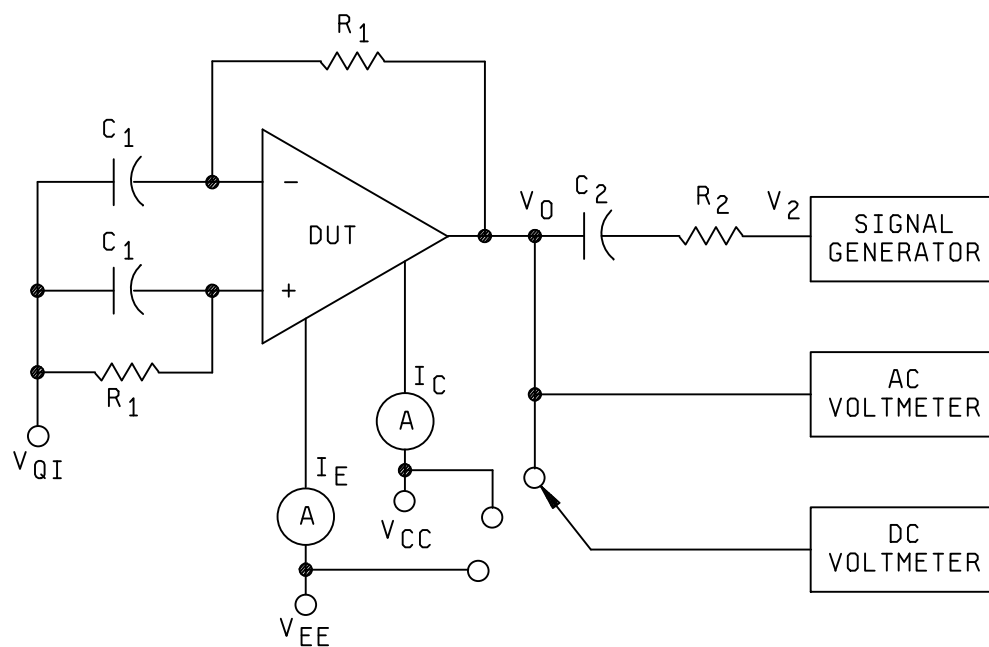 R1
C1
−
C1
DUT
+
R1
VQI
VO
C2
R2
V2
SIGNAL
GENERATOR
IC
A
VCC
AC
VOLTMETER
IE
A
VEE
DC
VOLTMETER